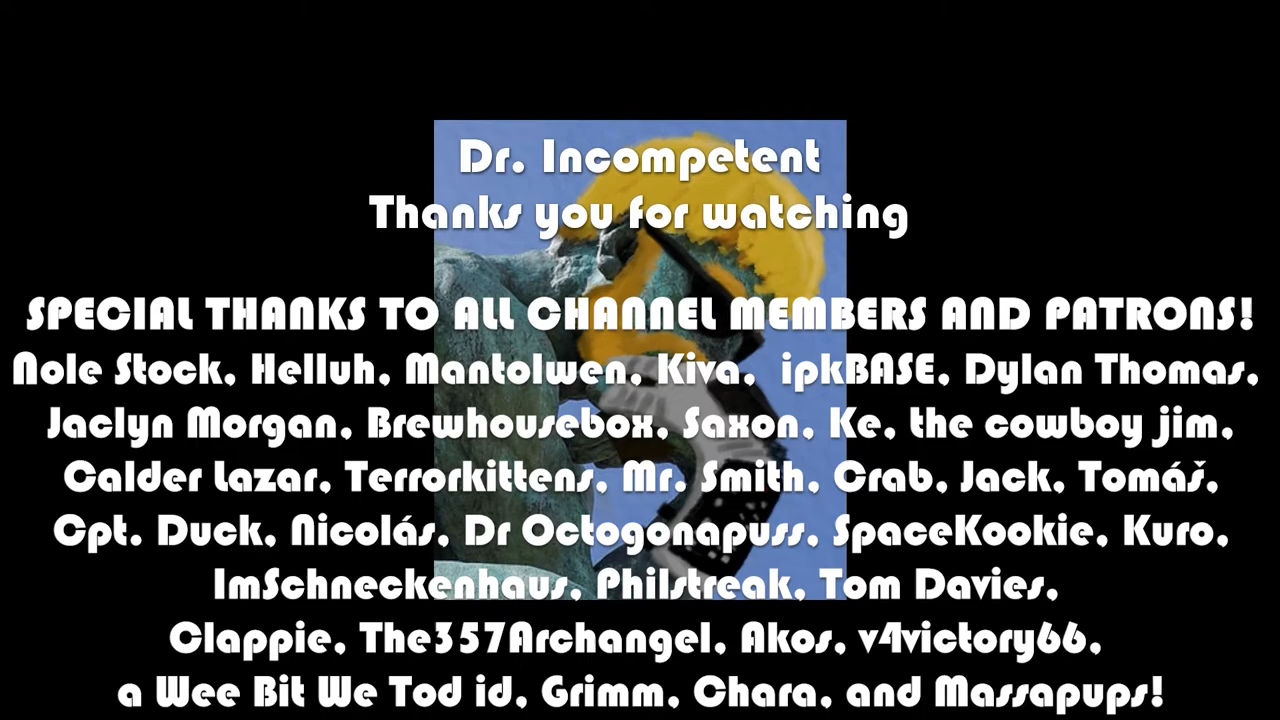 Dr. Incompetent
Thanks you for watching
SPECIAL THANKS TO ALL CHANNEL MEMBERS AND PATRONS!
Nole Stock, Helluh, Mantolwen, Kiva, ipkBASE, Dylan Thomas,
Jaclyn Morgan, Brewhousebox, Saxon, Ke, the cowboy jim,
Calder Lazar, Terrorkittens, Mr. Smith, Crab, Jack, Tomáš,
Cpt. Duck, Nicolás, Dr Octogonapuss, SpaceKookie, Kuro,
ImSchneckenhaus, Philstreak, Tom Davies,
Clappie, The357Archangel, Akos, v4victory66,
a Wee Bit We Tod id, Grimm, Chara, and Massapups!